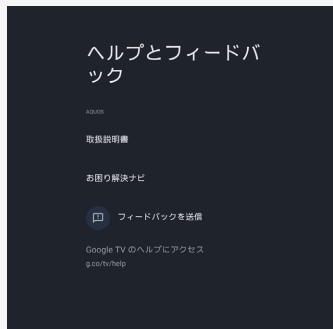 ヘルプとフィードバ
ック
AQUOS
取扱説明書
お困り解決ナビ
フィードバックを送信
Google TV のヘルプにアクセス
g.co/tv/help